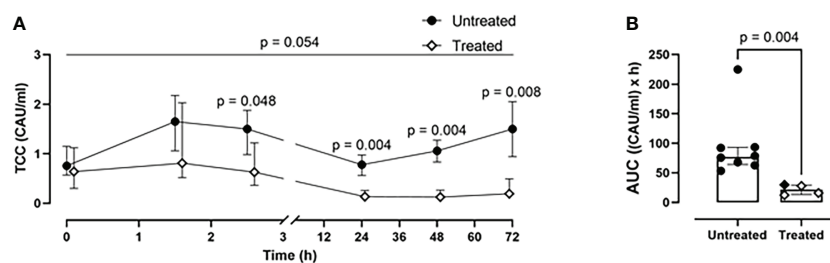 A
Untreated
Treated
p = 0.054
p = 0.048
p = 0.004
p = 0.004
p = 0.008
TCC (CAU/ml)
3
2
1
0
0 1 2 3 12 24 36 48 60 72
Time (h)
B
p = 0.004
AUC ((CAU/ml) x h)
250
200
150
100
50
0
Untreated Treated